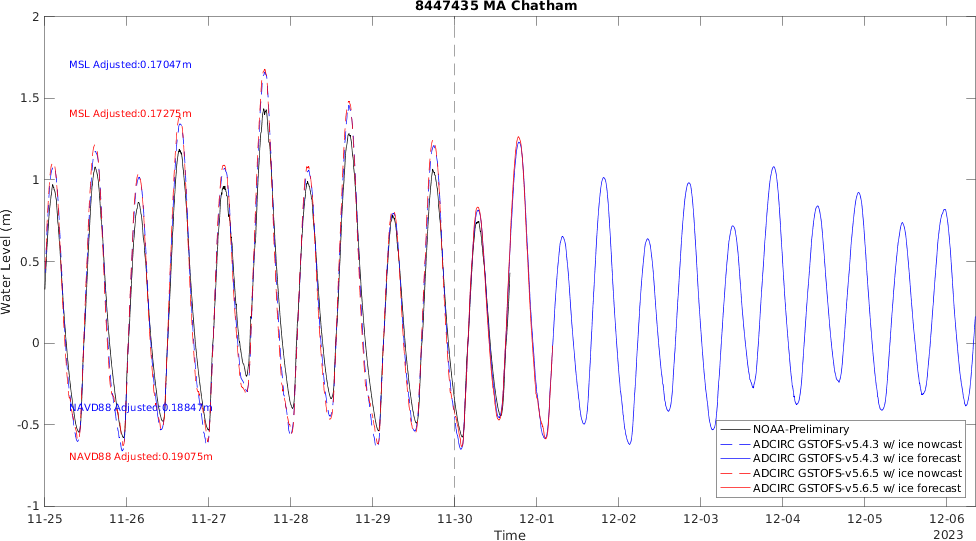 8447435 MA Chatham
2
1.5
1
0.5
0
-0.5
-1
Water Level (m)
MSL Adjusted:0.17047m
MSL Adjusted:0.17275m
NAVD88 Adjusted:0.18847m
NAVD88 Adjusted:0.19075m
NOAA-Preliminary
ADCIRC GSTOFS-v5.4.3 w/ ice nowcast
ADCIRC GSTOFS-v5.4.3 w/ ice forecast
ADCIRC GSTOFS-v5.6.5 w/ ice nowcast
ADCIRC GSTOFS-v5.6.5 w/ ice forecast
11-25 11-26 11-27 11-28 11-29 11-30 12-01 12-02 12-03 12-04 12-05 12-06
Time
2023